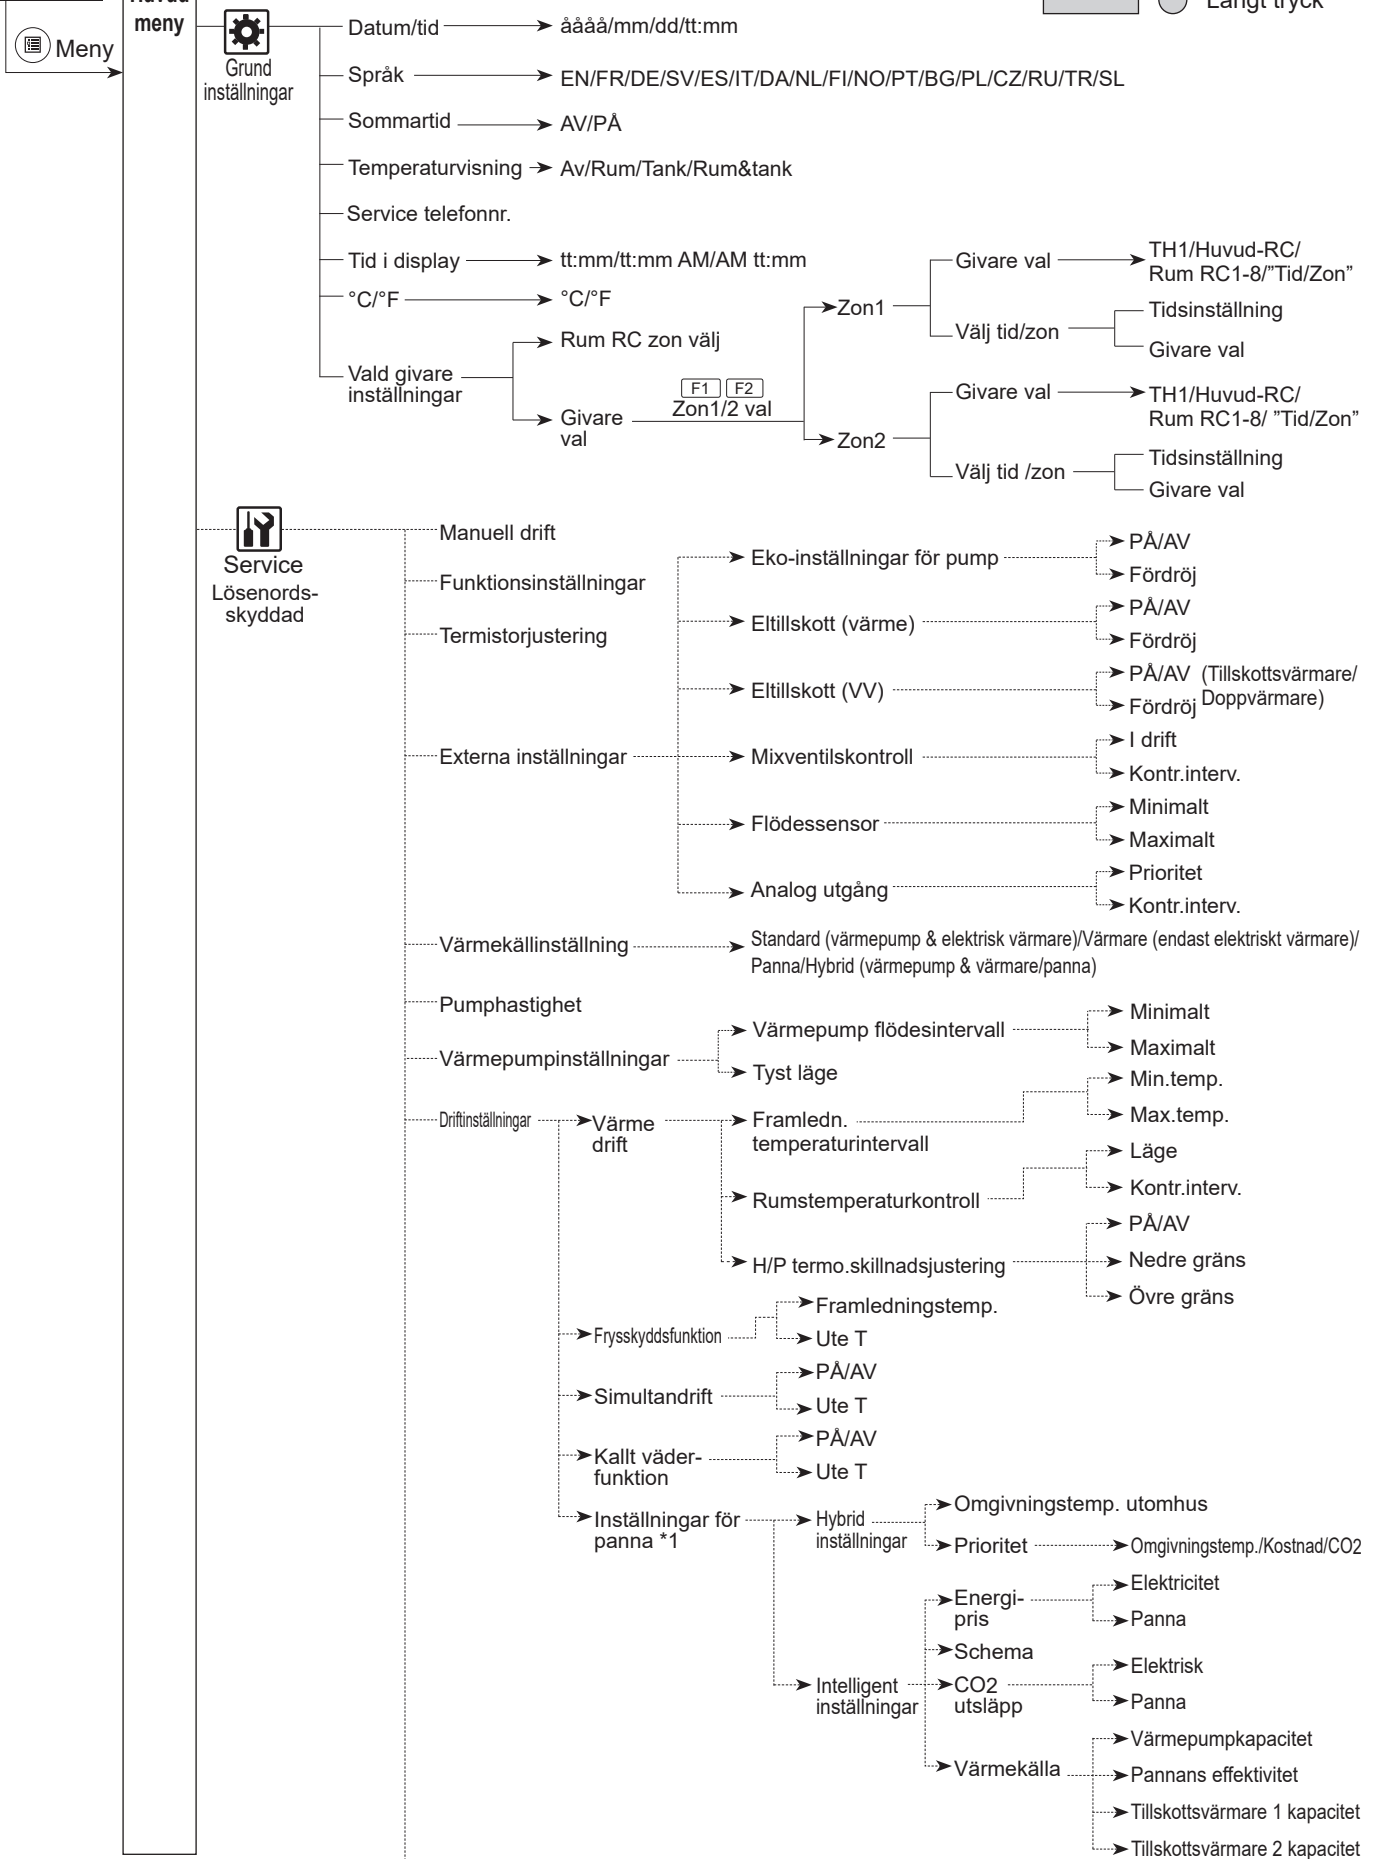 Huvud
meny
Långt tryck
Meny
Grund
inställningar
Datum/tid
åååå/mm/dd/tt:mm
Språk
EN/FR/DE/SV/ES/IT/DA/NL/FI/NO/PT/BG/PL/CZ/RU/TR/SL
Sommartid
AV/PÅ
Temperaturvisning
Av/Rum/Tank/Rum&tank
Service telefonnr.
Tid i display
tt:mm/tt:mm AM/AM tt:mm
°C/°F
°C/°F
Vald givare
inställningar
Rum RC zon välj
Givare
val
F1 F2
Zon1/2 val
Zon1
Givare val
TH1/Huvud-RC/
Rum RC1-8/”Tid/Zon”
Välj tid/zon
Tidsinställning
Givare val
Zon2
Givare val
TH1/Huvud-RC/
Rum RC1-8/ ”Tid/Zon”
Välj tid /zon
Tidsinställning
Givare val
Service
Lösenords-
skyddad
Manuell drift
Funktionsinställningar
Termistorjustering
Externa inställningar
Eko-inställningar för pump
PÅ/AV
Fördröj
Eltillskott (värme)
PÅ/AV
Fördröj
Eltillskott (VV)
PÅ/AV (Tillskottsvärmare/
Fördröj Doppvärmare)
Mixventilskontroll
I drift
Kontr.interv.
Flödessensor
Minimalt
Maximalt
Analog utgång
Prioritet
Kontr.interv.
Värmekällinställning
Standard (värmepump & elektrisk värmare)/Värmare (endast elektriskt värmare)/
Panna/Hybrid (värmepump & värmare/panna)
Pumphastighet
Värmepumpinställningar
Värmepump flödesintervall
Minimalt
Maximalt
Tyst läge
Driftinställningar
Värme
drift
Framledn.
temperaturintervall
Min.temp.
Max.temp.
Rumstemperaturkontroll
Läge
Kontr.interv.
H/P termo.skillnadsjustering
PÅ/AV
Nedre gräns
Övre gräns
Frysskyddsfunktion
Framledningstemp.
Ute T
Simultandrift
PÅ/AV
Ute T
Kallt väder-
funktion
PÅ/AV
Ute T
Inställningar för
panna *1
Hybrid
inställningar
Omgivningstemp. utomhus
Prioritet
Omgivningstemp./Kostnad/CO2
Intelligent
inställningar
Energi-
pris
Elektricitet
Panna
Schema
CO2
utsläpp
Elektrisk
Panna
Värmekälla
Värmepumpkapacitet
Pannans effektivitet
Tillskottsvärmare 1 kapacitet
Tillskottsvärmare 2 kapacitet